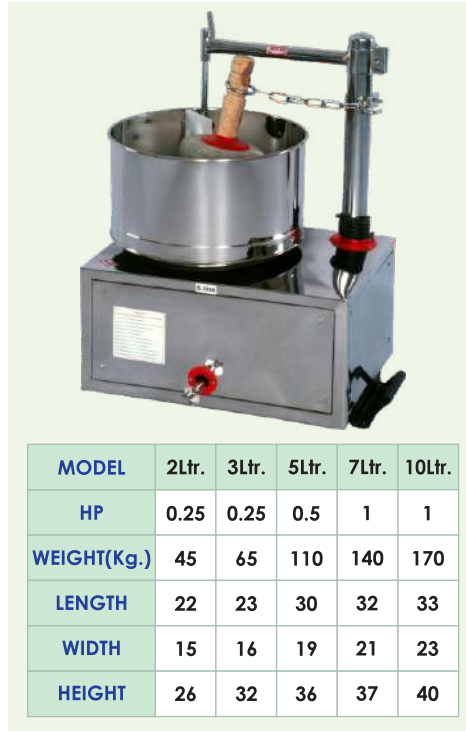 MODEL 2Ltr. 3Ltr. 5Ltr. 7Ltr. 10Ltr.
HP 0.25 0.25 0.5 1 1
WEIGHT(Kg.) 45 65 110 140 170
LENGTH 22 23 30 32 33
WIDTH 15 16 19 21 23
HEIGHT 26 32 36 37 40